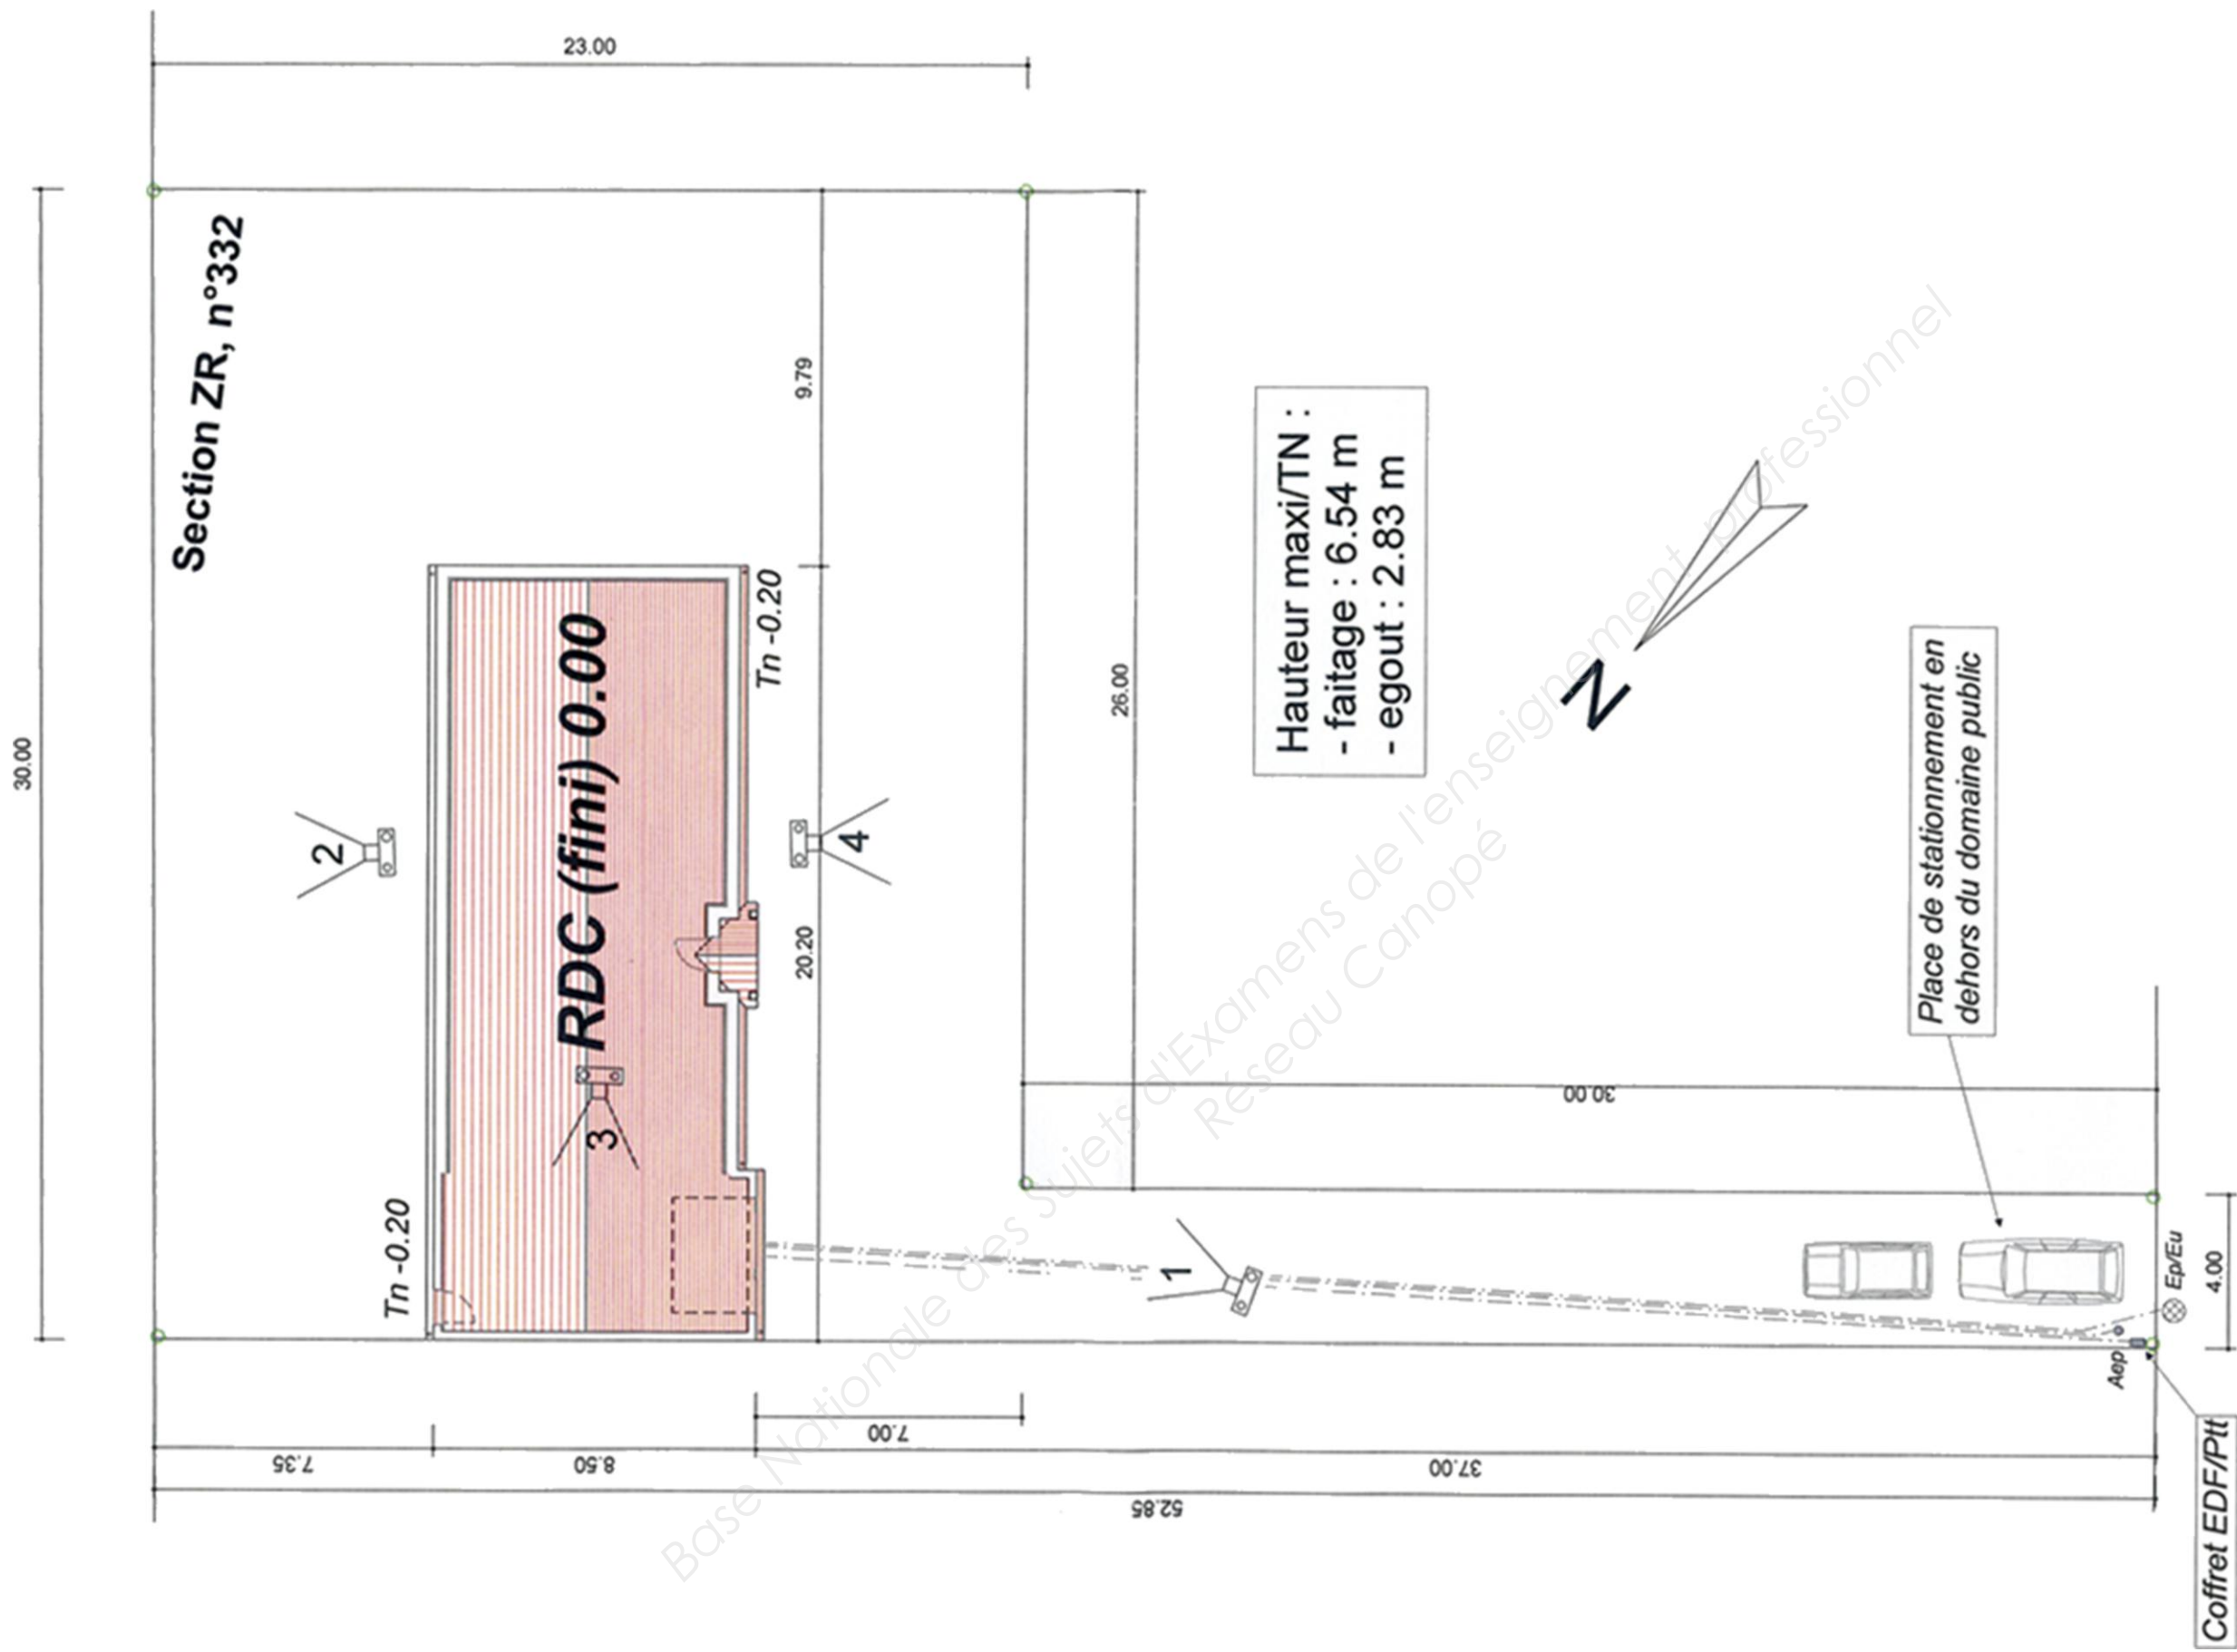 23.00
30.00
Section ZR, n°332
9.79
RDC (fini) 0.00
Tn -0.20
Tn -0.20
2
4
3
20.20
26.00
Hauteur maxi/TN :
- faitage : 6.54 m
- egout : 2.83 m
N
Place de stationnement en
dehors du domaine public
30.00
1
Ep/Eu
4.00
Aep
Coffret EDF/Ptt
7.00
7.35
8.50
37.00
52.85
Base Nationale des Sujets d'Examens de l'enseignement professionnel
Réseau Canopé